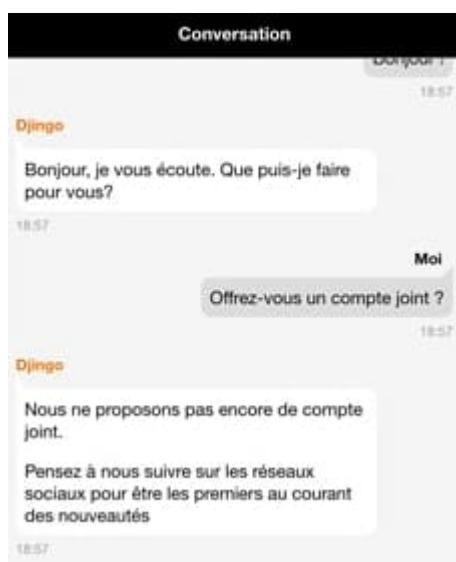 Conversation
Bonjour !
18:57
Djingo
Bonjour, je vous écoute. Que puis-je faire
pour vous?
18:57
Moi
Offrez-vous un compte joint ?
18:57
Djingo
Nous ne proposons pas encore de compte
joint.
Pensez à nous suivre sur les réseaux
sociaux pour être les premiers au courant
des nouveautés
18:57